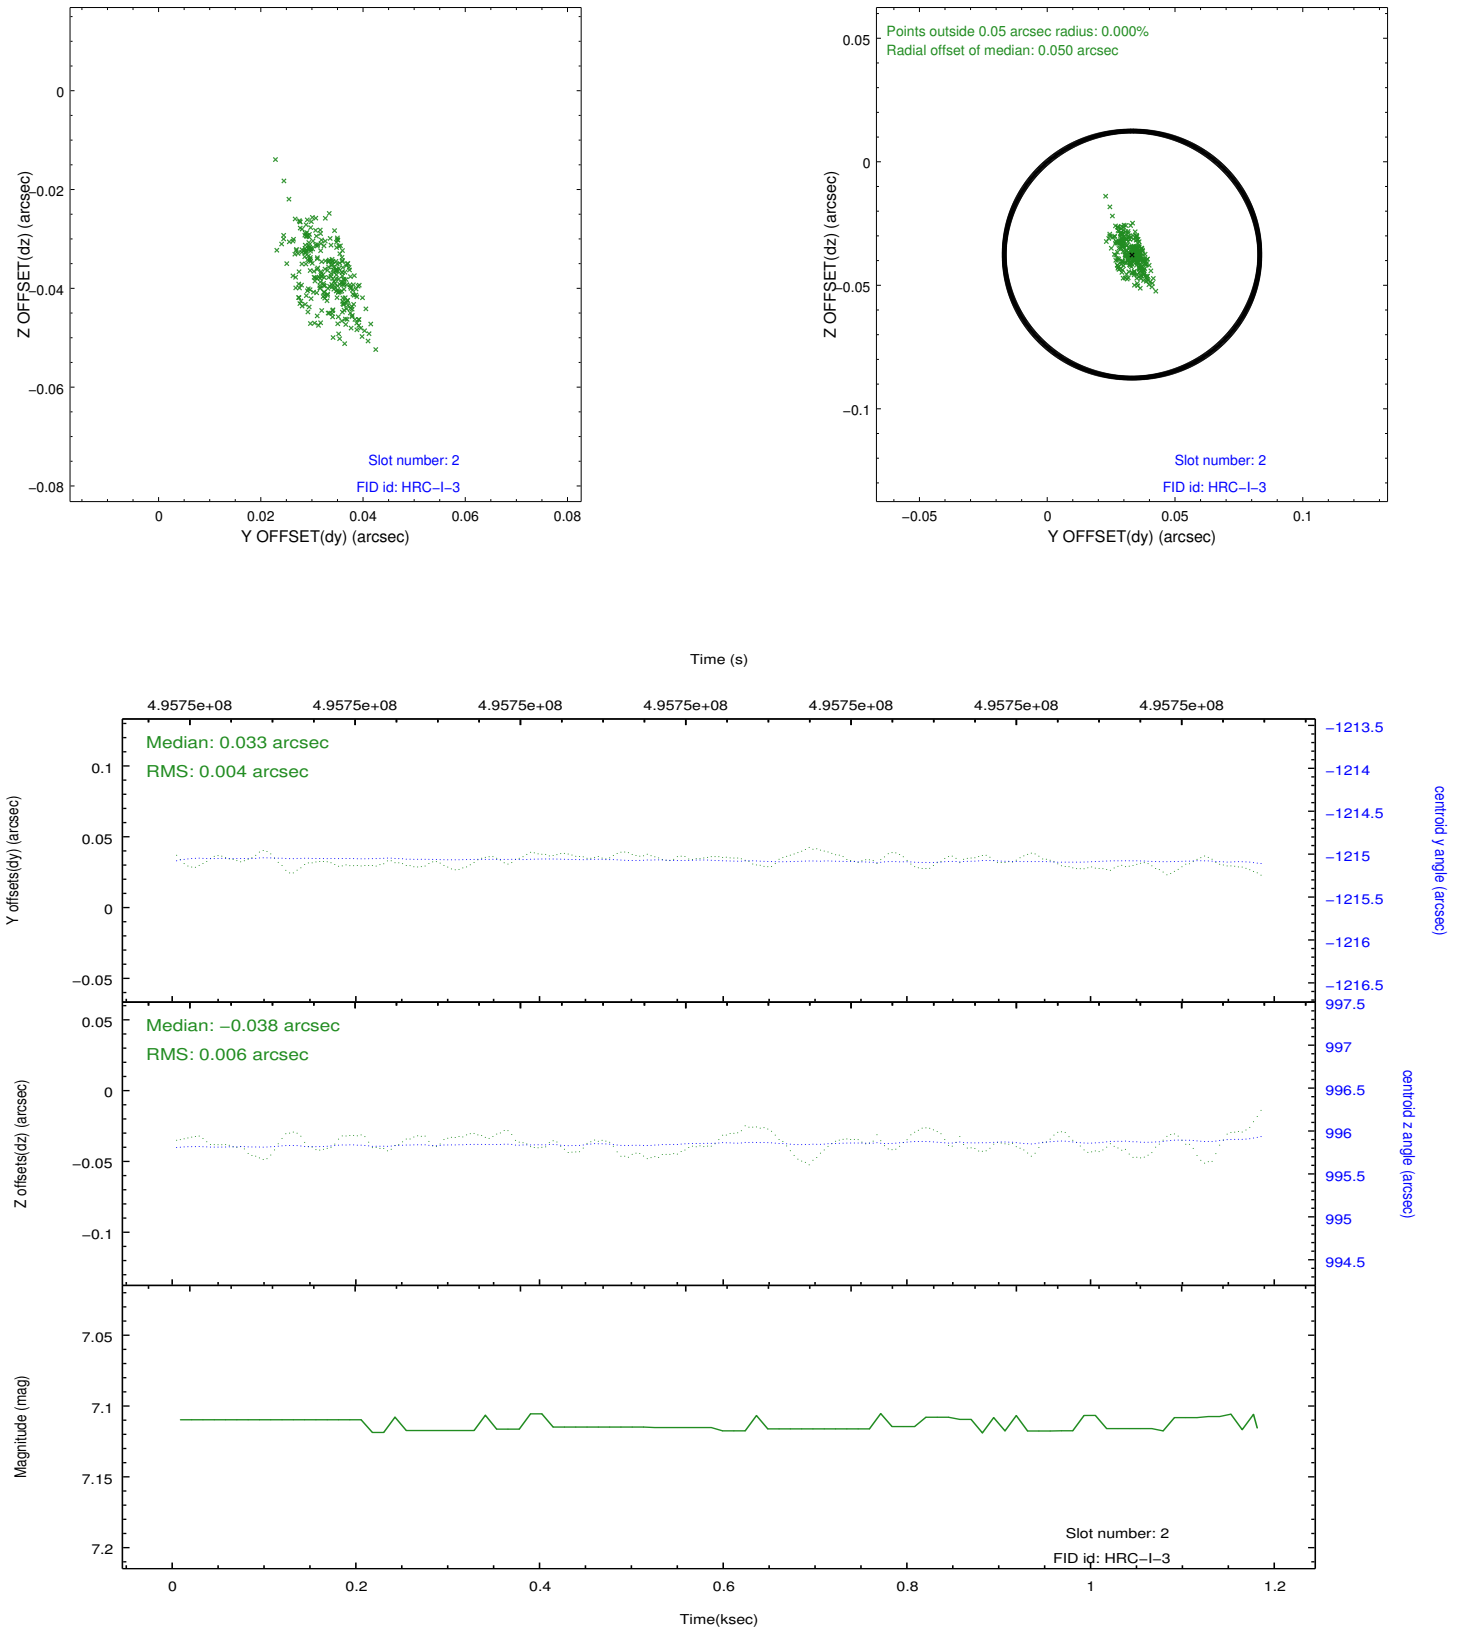 0
−0.02
−0.04
−0.06
−0.08
Z OFFSET(dz) (arcsec)
Slot number: 2
FID id: HRC−I−3
0
0.02
0.04
0.06
0.08
Y OFFSET(dy) (arcsec)
Points outside 0.05 arcsec radius: 0.000%
Radial offset of median: 0.050 arcsec
0.05
0
−0.05
−0.1
Z OFFSET(dz) (arcsec)
Slot number: 2
FID id: HRC−I−3
−0.05
0
0.05
0.1
Y OFFSET(dy) (arcsec)
Time (s)
4.9575e+08
4.9575e+08
4.9575e+08
4.9575e+08
4.9575e+08
4.9575e+08
4.9575e+08
Median: 0.033 arcsec
RMS: 0.004 arcsec
0.1
0.05
0
−0.05
Y offsets(dy) (arcsec)
−1213.5
−1214
−1214.5
−1215
−1215.5
−1216
−1216.5
centroid y angle (arcsec)
Median: −0.038 arcsec
RMS: 0.006 arcsec
0.05
0
−0.05
−0.1
Z offsets(dz) (arcsec)
997.5
997
996.5
996
995.5
995
994.5
centroid z angle (arcsec)
7.05
7.1
7.15
7.2
Magnitude (mag)
Slot number: 2
FID id: HRC−I−3
0
0.2
0.4
0.6
0.8
1
1.2
Time(ksec)